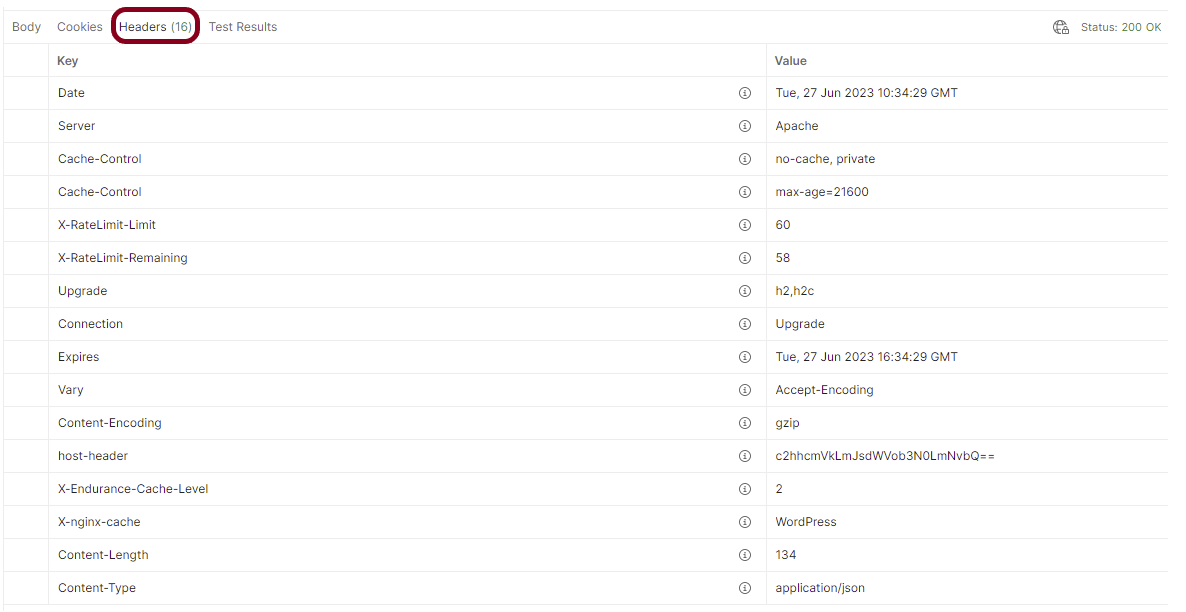 Body Cookies Headers (16) Test Results Status: 200 OK
Key Value
Date Tue, 27 Jun 2023 10:34:29 GMT
Server Apache
Cache-Control no-cache, private
Cache-Control max-age=21600
X-RateLimit-Limit 60
X-RateLimit-Remaining 58
Upgrade h2,h2c
Connection Upgrade
Expires Tue, 27 Jun 2023 16:34:29 GMT
Vary Accept-Encoding
Content-Encoding gzip
host-header c2hhcmVkLmJsdWVob3N0LmNvbQ==
X-Endurance-Cache-Level 2
X-nginx-cache WordPress
Content-Length 134
Content-Type application/json